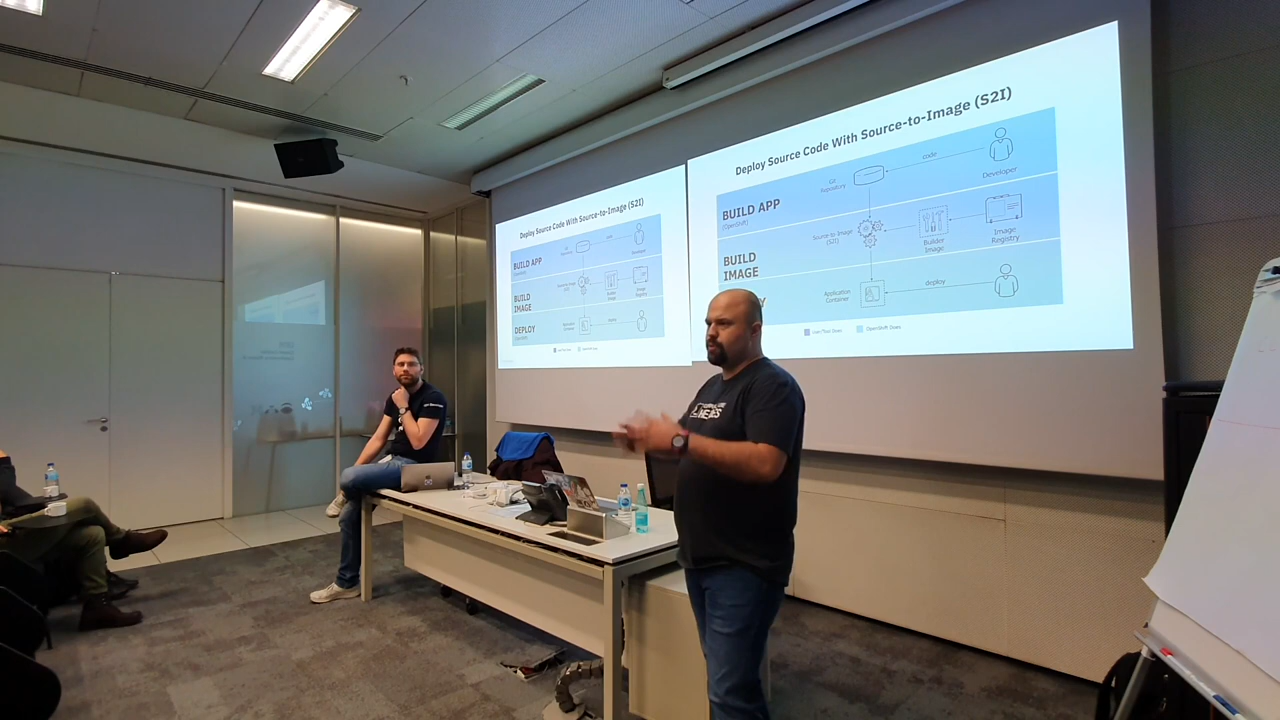 Deploy Source Code With Source-to-Image (S2I)
BUILD APP
(OpenShift)
BUILD
IMAGE
DEPLOY
Deploy Source Code With Source-to-Image (S2I)
Git
Repository
code
Developer
BUILD APP
(OpenShift)
Source-to-Image
(S2I)
Builder
Image
Image
Registry
BUILD
IMAGE
Application
Container
deploy
Y
User/Tool Does
OpenShift Does